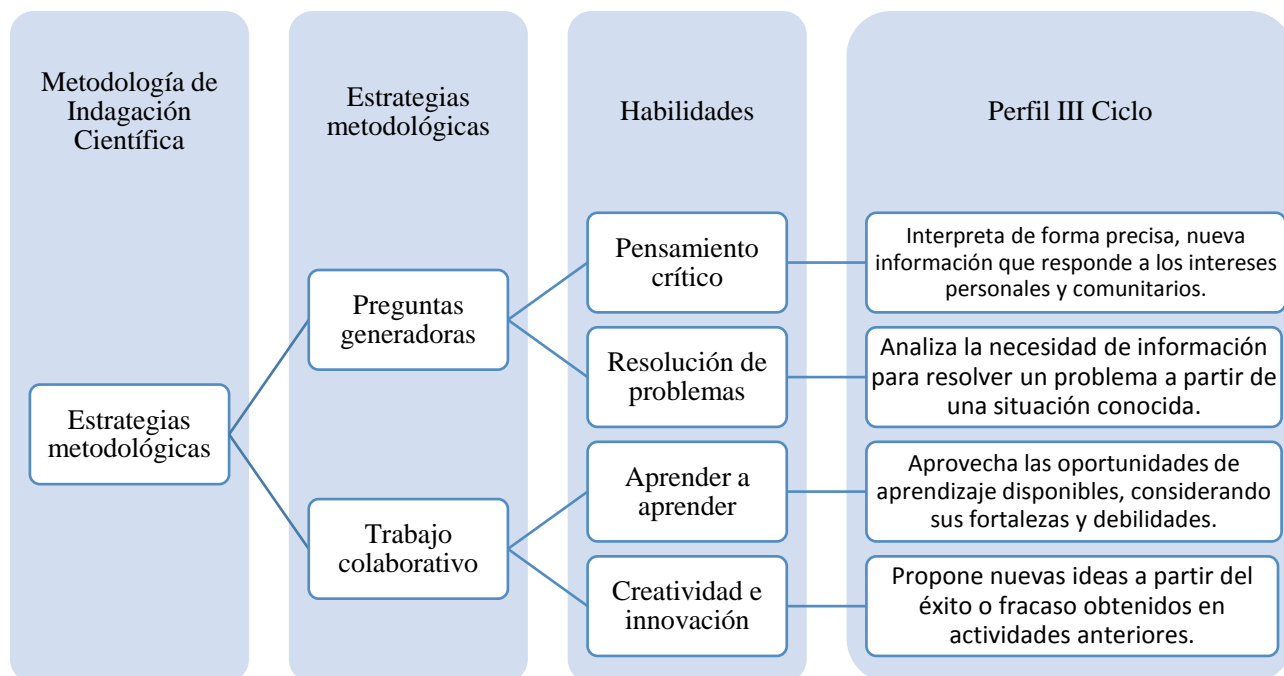 Metodología de
Indagación
Científica
Estrategias
metodológicas
Habilidades
Perfil III Ciclo
Estrategias
metodológicas
Preguntas
generadoras
Trabajo
colaborativo
Pensamiento
crítico
Resolución de
problemas
Aprender a
aprender
Creatividad e
innovación
Interpreta de forma precisa, nueva
información que responde a los intereses
personales y comunitarios.
Analiza la necesidad de información
para resolver un problema a partir de
una situación conocida.
Aprovecha las oportunidades de
aprendizaje disponibles, considerando
sus fortalezas y debilidades.
Propone nuevas ideas a partir del
éxito o fracaso obtenidos en
actividades anteriores.